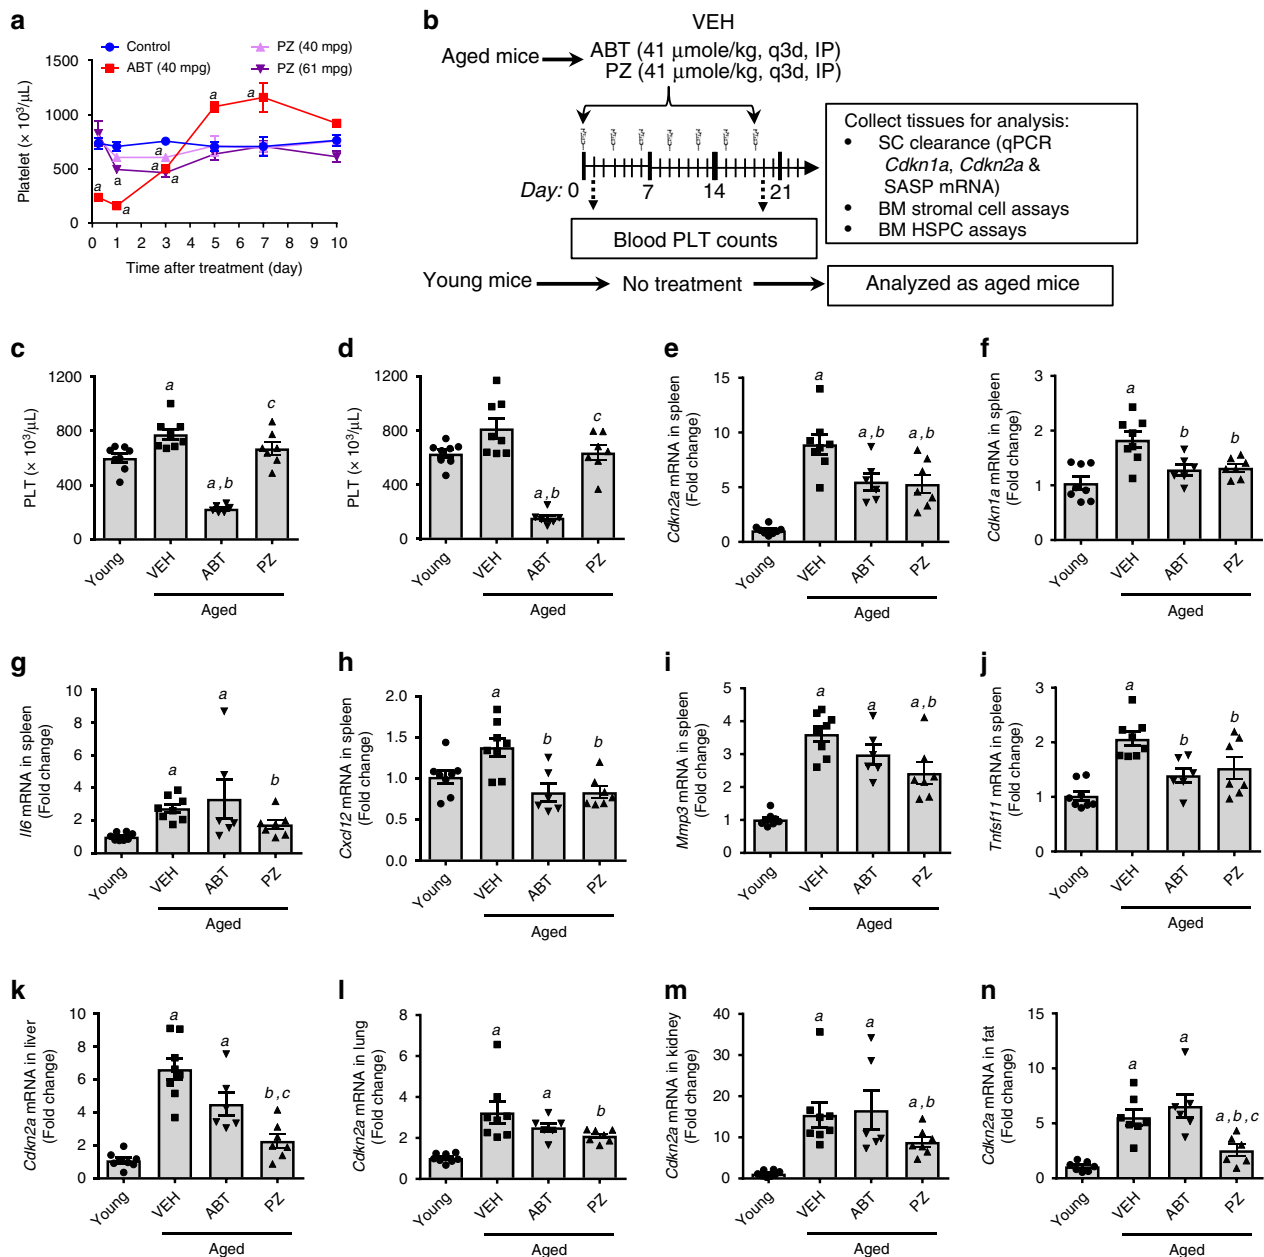 a
Control
PZ (40 mpg)
ABT (40 mpg)
PZ (61 mpg)
Platelet (× 10³/µL)
1500
1000
500
0
a
a
a
a
a
a
a
a
0 1 2 3 4 5 6 7 8 9 10
Time after treatment (day)
b
VEH
Aged mice
ABT (41 µmole/kg, q3d, IP)
PZ (41 µmole/kg, q3d, IP)
Day: 0 7 14 21
Blood PLT counts
Collect tissues for analysis:
• SC clearance (qPCR
Cdkn1a, Cdkn2a &
SASP mRNA)
• BM stromal cell assays
• BM HSPC assays
Young mice
No treatment
Analyzed as aged mice
c
PLT (× 10³/µL)
1200
800
400
0
a
a,b
c
Young VEH ABT PZ
Aged
d
PLT (× 10³/µL)
1200
800
400
0
a,b
c
Young VEH ABT PZ
Aged
e
Cdkn2a mRNA in spleen
(Fold change)
15
10
5
0
a
a,b
a,b
Young VEH ABT PZ
Aged
f
Cdkn1a mRNA in spleen
(Fold change)
3
2
1
0
a
b
b
Young VEH ABT PZ
Aged
g
Il6 mRNA in spleen
(Fold change)
10
8
6
4
2
0
a
a
b
Young VEH ABT PZ
Aged
h
Cxcl12 mRNA in spleen
(Fold change)
2.0
1.5
1.0
0.5
0.0
a
b
b
Young VEH ABT PZ
Aged
i
Mmp3 mRNA in spleen
(Fold change)
5
4
3
2
1
0
a
a
a,b
Young VEH ABT PZ
Aged
j
Tnfsf11 mRNA in spleen
(Fold change)
3
2
1
0
a
b
b
Young VEH ABT PZ
Aged
k
Cdkn2a mRNA in liver
(Fold change)
10
8
6
4
2
0
a
a
b,c
Young VEH ABT PZ
Aged
l
Cdkn2a mRNA in lung
(Fold change)
8
6
4
2
0
a
a
b
Young VEH ABT PZ
Aged
m
Cdkn2a mRNA in kidney
(Fold change)
40
30
20
10
0
a
a
a,b
Young VEH ABT PZ
Aged
n
Cdkn2a mRNA in fat
(Fold change)
15
10
5
0
a
a
a,b,c
Young VEH ABT PZ
Aged